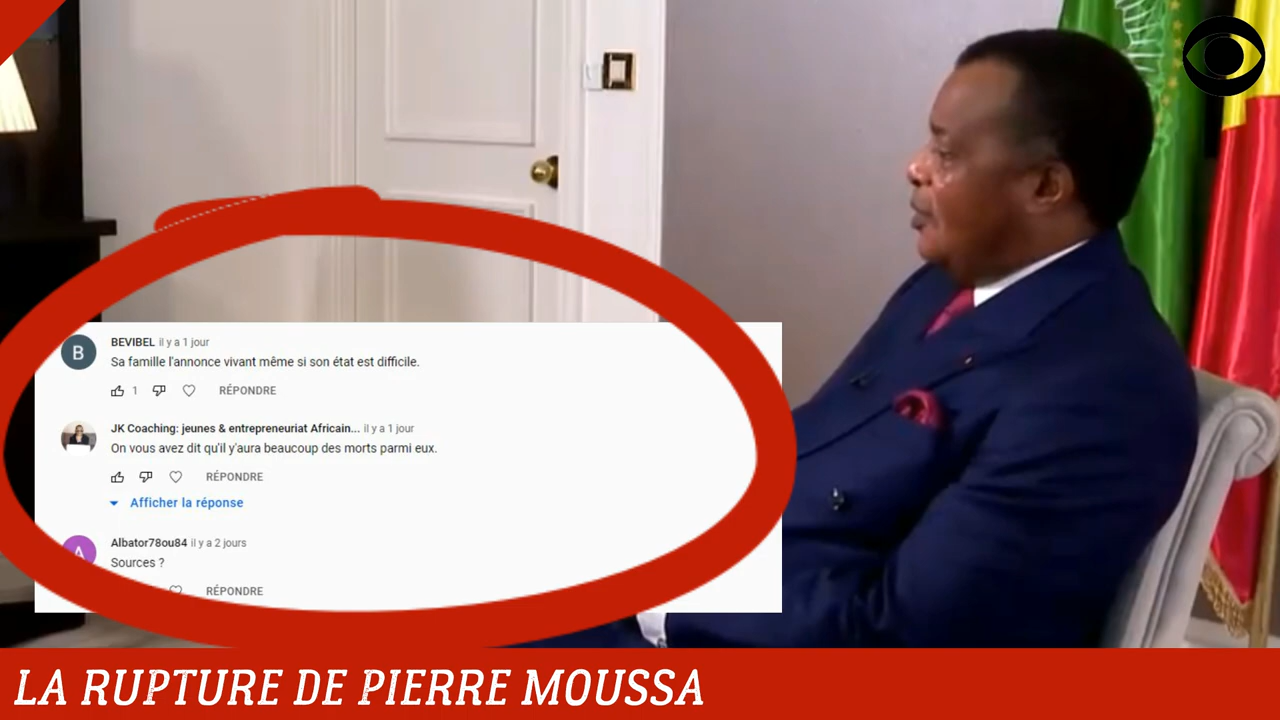 BEVIBEL il y a 1 jour
Sa famille l'annonce vivant même si son état est difficile.
1 RÉPONDRE
JK Coaching: jeunes & entrepreneuriat Africain... il y a 1 jour
On vous avez dit qu'il y'aura beaucoup des morts parmi eux.
RÉPONDRE
Afficher la réponse
Albator78ou84 il y a 2 jours
Sources ?
RÉPONDRE
LA RUPTURE DE PIERRE MOUSSA